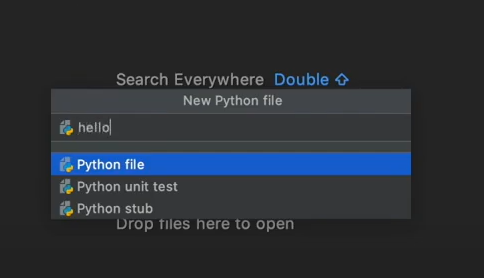 Search Everywhere Double ⇧
New Python file
hello
Python file
Python unit test
Python stub
Drop files here to open